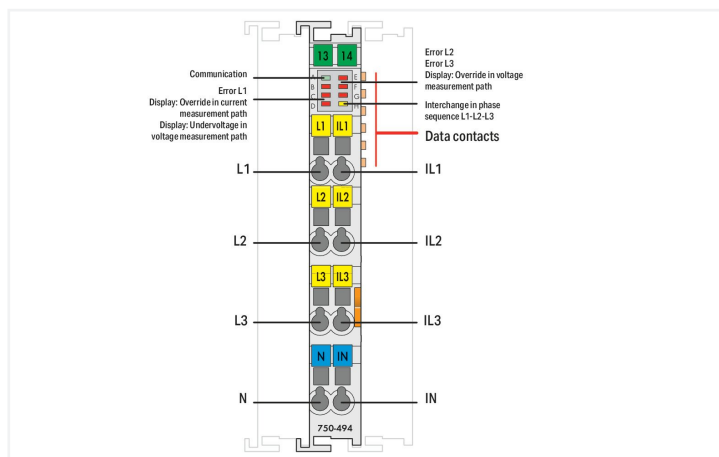 13 14
Communication
Error L1
Display: Override in current
measurement path
Display: Undervoltage in
voltage measurement path
A
B
C
D
E
F
G
H
Error L2
Error L3
Display: Override in voltage
measurement path
Interchange in phase
sequence L1-L2-L3
Data contacts
L1 IL1
L1
IL1
L2 IL2
L2
IL2
L3 IL3
L3
IL3
N IN
N
IN
750-494